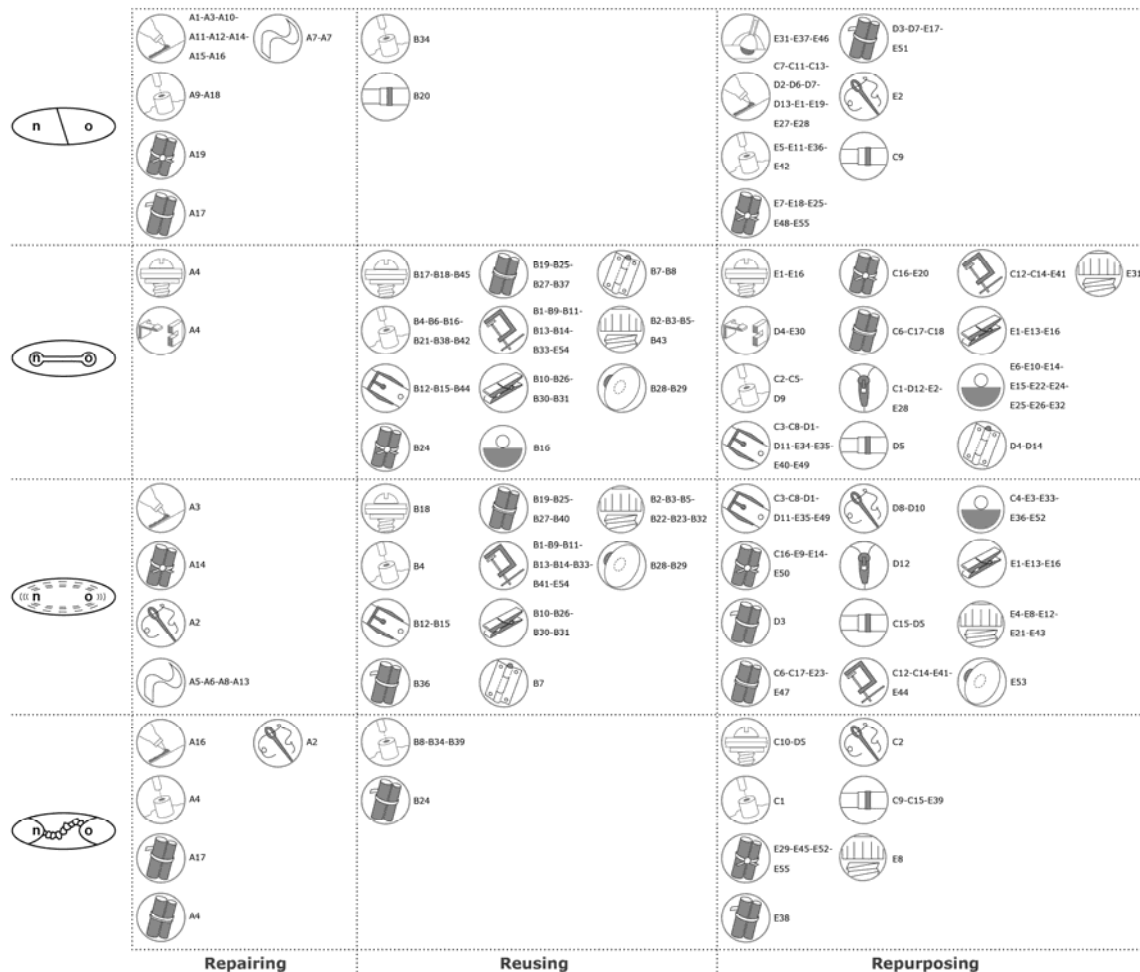 n o
A1-A3-A10-
A11-A12-A14-
A15-A16
A7-A7
A9-A18
A19
A17
B34
B20
E31-E37-E46
D3-D7-E17-
E51
C7-C11-C13-
D2-D6-D7-
D13-E1-E19-
E27-E28
E2
E5-E11-E36-
E42
C9
E7-E18-E25-
E48-E55
n o
A4
A4
B17-B18-B45
B19-B25-
B27-B37
B7-B8
B4-B6-B16-
B21-B38-B42
B1-B9-B11-
B13-B14-
B33-E54
B2-B3-B5-
B43
B12-B15-B44
B10-B26-
B30-B31
B28-B29
B24
B16
E1-E16
C16-E20
C12-C14-E41
E31
D4-E30
C6-C17-C18
E1-E13-E16
C2-C5-
D9
C1-D12-E2-
E28
E6-E10-E14-
E15-E22-E24-
E25-E26-E32
C3-C8-D1-
D11-E34-E35-
E40-E49
D5
D4-D14
n o
A3
A14
A2
A5-A6-A8-A13
B18
B19-B25-
B27-B40
B2-B3-B5-
B22-B23-B32
B4
B1-B9-B11-
B13-B14-B33-
B41-E54
B28-B29
B12-B15
B10-B26-
B30-B31
B36
B7
C3-C8-D1-
D11-E35-E49
D8-D10
C4-E3-E33-
E36-E52
C16-E9-E14-
E50
D12
E1-E13-E16
D3
C15-D5
E4-E8-E12-
E21-E43
C6-C17-E23-
E47
C12-C14-E41-
E44
E53
n o
A16
A2
A4
A17
A4
B8-B34-B39
B24
C10-D5
C2
C1
C9-C15-E39
E29-E45-E52-
E55
E8
E38
Repairing Reusing Repurposing